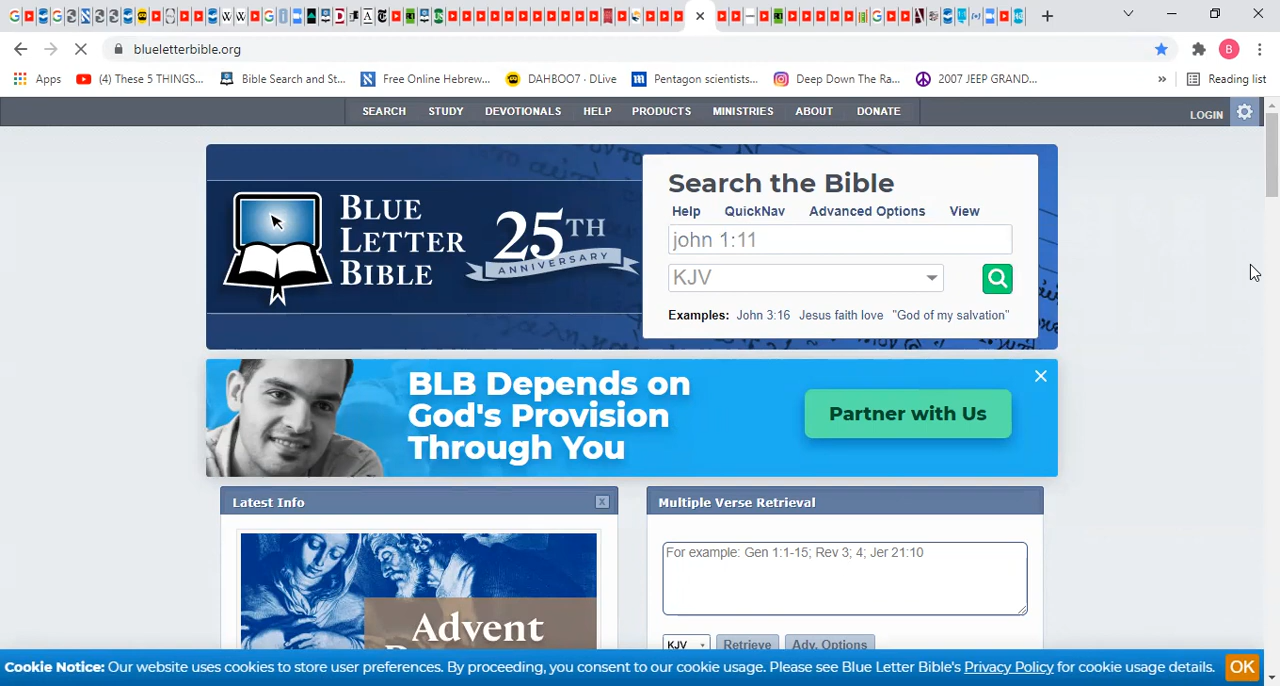 blueletterbible.org
B
Apps
(4) These 5 THINGS...
Bible Search and St...
Free Online Hebrew...
DAHBOO7 - DLive
Pentagon scientists...
Deep Down The Ra...
2007 JEEP GRAND...
»
Reading list
SEARCH STUDY DEVOTIONALS HELP PRODUCTS MINISTRIES ABOUT DONATE
LOGIN
BLUE
LETTER
BIBLE
25TH
ANNIVERSARY
Search the Bible
Help QuickNav Advanced Options View
john 1:11
KJV
Examples: John 3:16 Jesus faith love "God of my salvation"
BLB Depends on
God's Provision
Through You
Partner with Us
Latest Info
X
Advent
Multiple Verse Retrieval
For example: Gen 1:1-15; Rev 3; 4; Jer 21:10
KJV Retrieve Adv. Options
Cookie Notice: Our website uses cookies to store user preferences. By proceeding, you consent to our cookie usage. Please see Blue Letter Bible's Privacy Policy for cookie usage details. OK